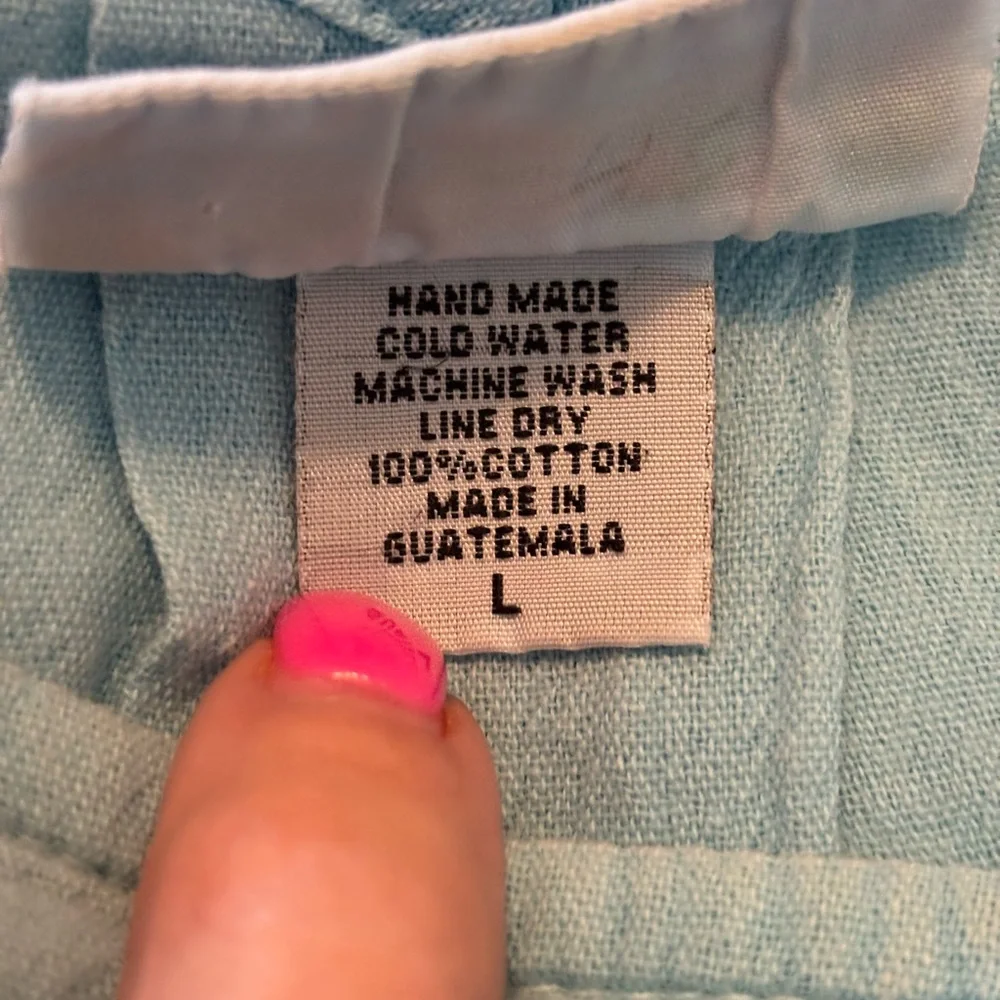 HAND MADE
COLD WATER
MACHINE WASH
LINE DRY
100%COTTON
MADE IN
GUATEMALA
L